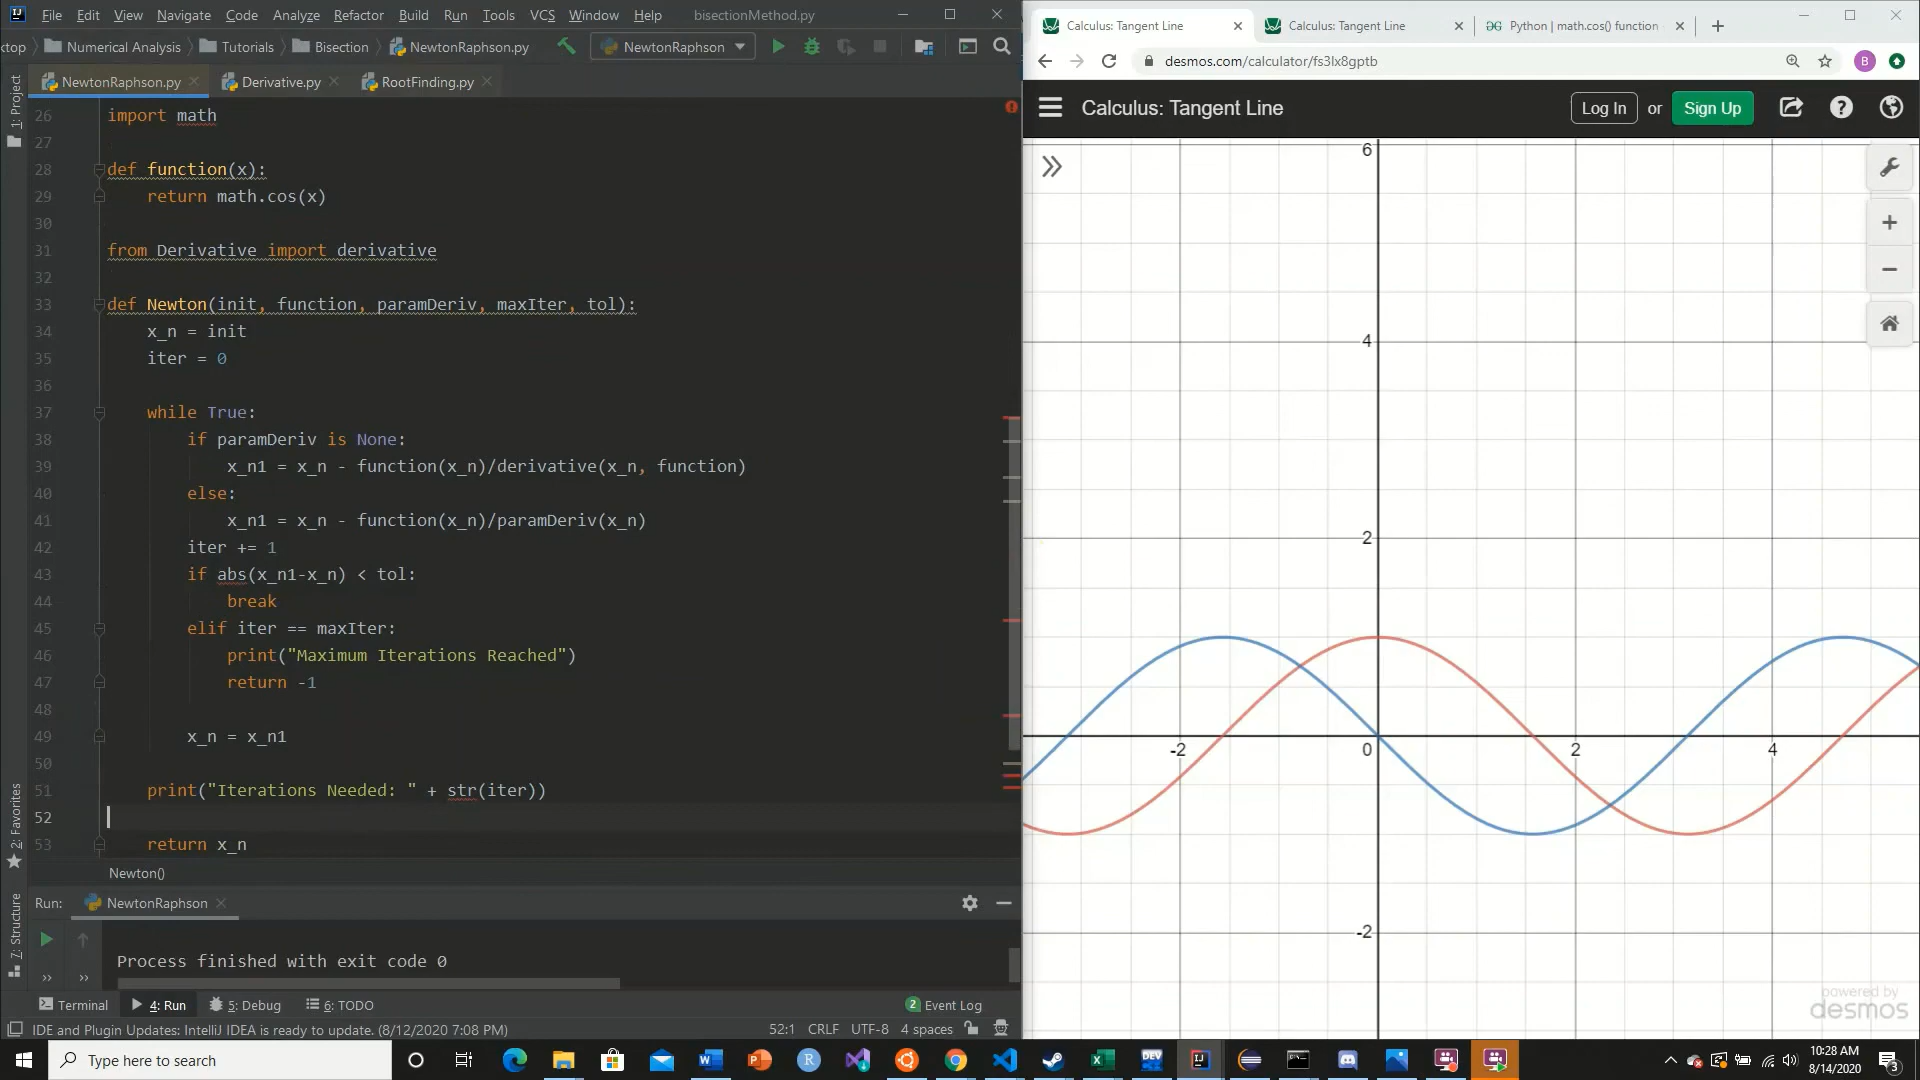 File Edit View Navigate Code Analyze Refactor Build Run Tools VCS Window Help bisectionMethod.py
ktop Numerical Analysis Tutorials Bisection NewtonRaphson.py NewtonRaphson
NewtonRaphson.py Derivative.py RootFinding.py
1: Project
26 import math
27
28 def function(x):
29 return math.cos(x)
30
31 from Derivative import derivative
32
33 def Newton(init, function, paramDeriv, maxIter, tol):
34 x_n = init
35 iter = 0
36
37 while True:
38 if paramDeriv is None:
39 x_n1 = x_n - function(x_n)/derivative(x_n, function)
40 else:
41 x_n1 = x_n - function(x_n)/paramDeriv(x_n)
42 iter += 1
43 if abs(x_n1-x_n) < tol:
44 break
45 elif iter == maxIter:
46 print("Maximum Iterations Reached")
47 return -1
48
49 x_n = x_n1
50
51 print("Iterations Needed: " + str(iter))
52
53 return x_n
Newton()
2: Favorites
7: Structure
Run: NewtonRaphson
Process finished with exit code 0
Terminal 4: Run 5: Debug 6: TODO 2 Event Log
IDE and Plugin Updates: IntelliJ IDEA is ready to update. (8/12/2020 7:08 PM) 52:1 CRLF UTF-8 4 spaces
Calculus: Tangent Line Calculus: Tangent Line Python | math.cos() function
desmos.com/calculator/fs3lx8gptb B
Calculus: Tangent Line Log In or Sign Up
6
4
2
-2 0 2 4
-2
powered by
desmos
Type here to search
10:28 AM
8/14/2020
3